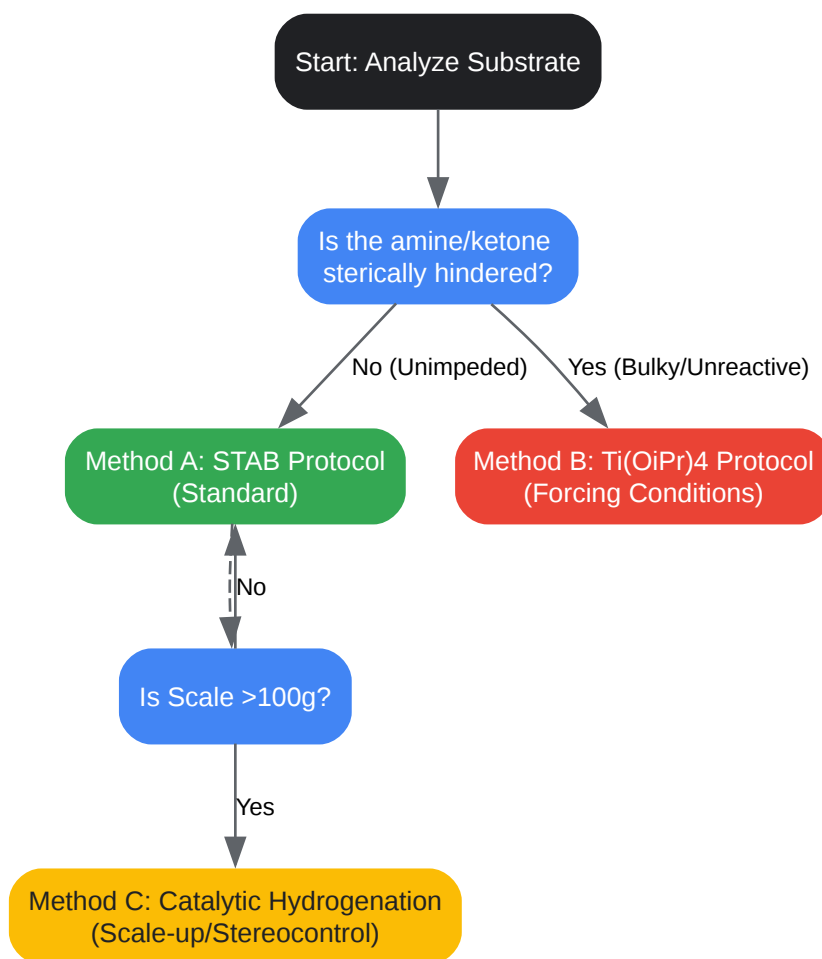 Start: Analyze Substrate
Is the amine/ketone
sterically hindered?
No (Unimpeded)
Yes (Bulky/Unreactive)
Method A: STAB Protocol
(Standard)
Method B: Ti(OiPr)4 Protocol
(Forcing Conditions)
No
Is Scale >100g?
Yes
Method C: Catalytic Hydrogenation
(Scale-up/Stereocontrol)